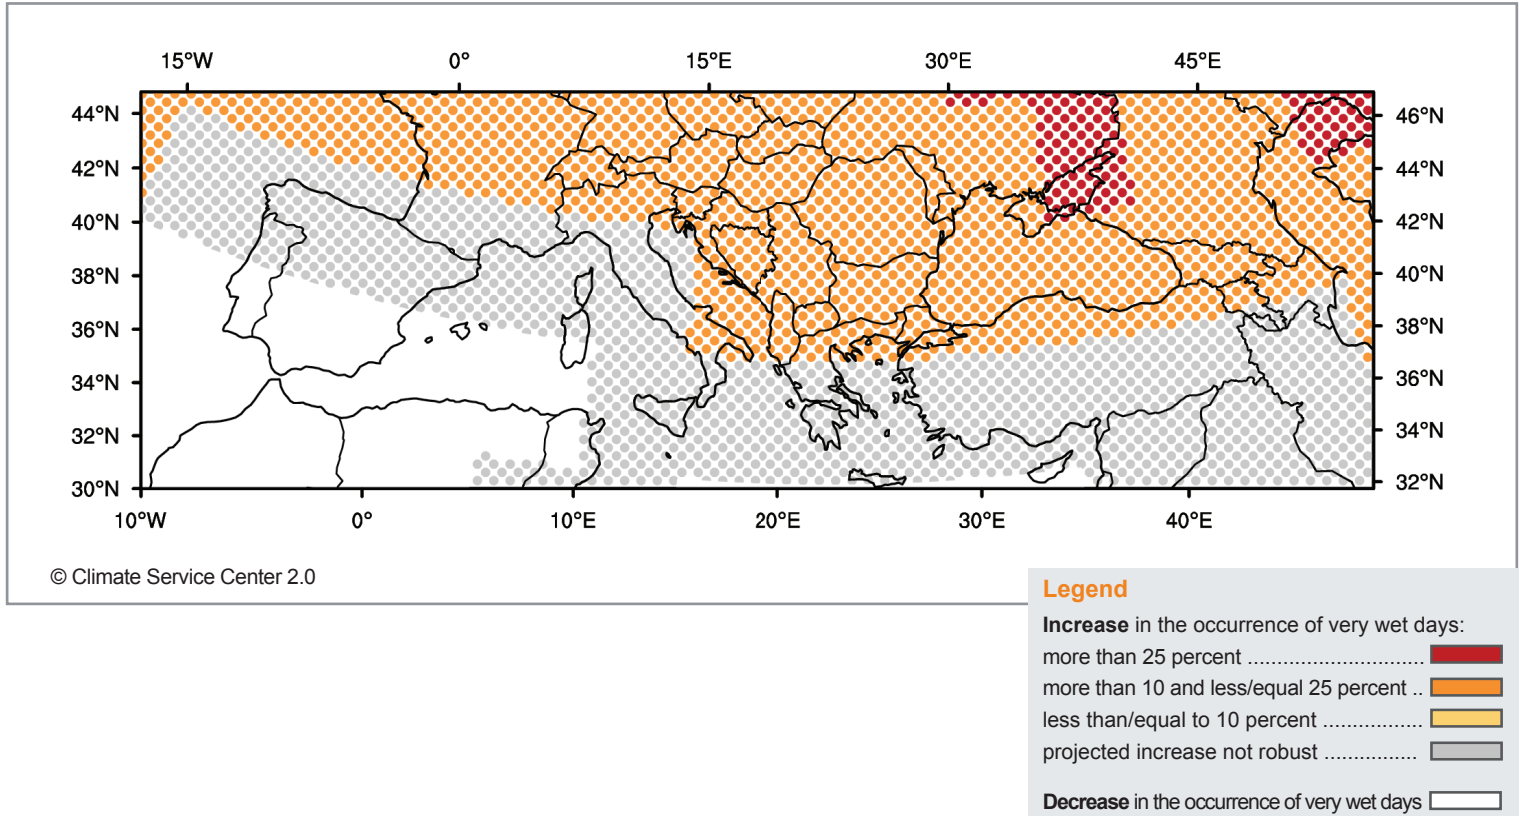 15°W 0° 15°E 30°E 45°E
44°N 46°N
42°N 44°N
40°N 42°N
38°N 40°N
36°N 38°N
34°N 36°N
32°N 34°N
30°N 32°N
10°W 0° 10°E 20°E 30°E 40°E
© Climate Service Center 2.0
Legend
Increase in the occurrence of very wet days:
more than 25 percent ..............................
more than 10 and less/equal 25 percent ..
less than/equal to 10 percent .................
projected increase not robust ................
Decrease in the occurrence of very wet days